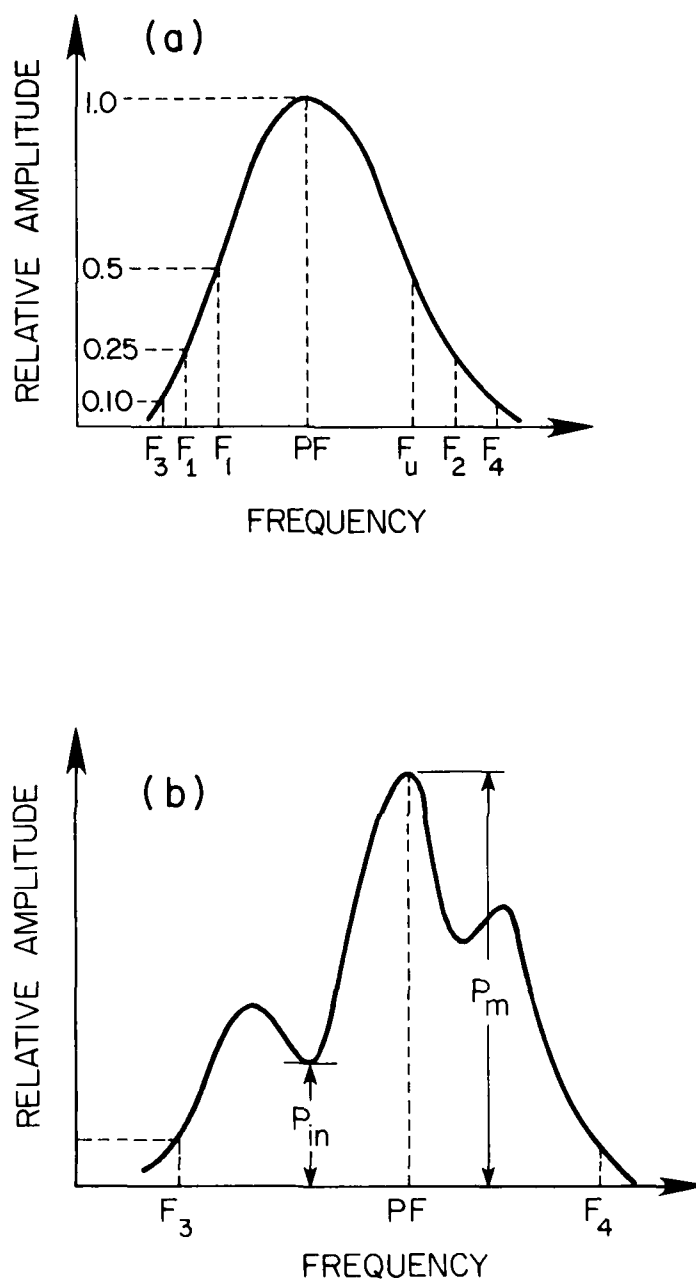 (a)
RELATIVE AMPLITUDE
1.0
0.5
0.25
0.10
F3 F1 Fl PF Fu F2 F4
FREQUENCY
(b)
RELATIVE AMPLITUDE
Pm
Pin
F3 PF F4
FREQUENCY